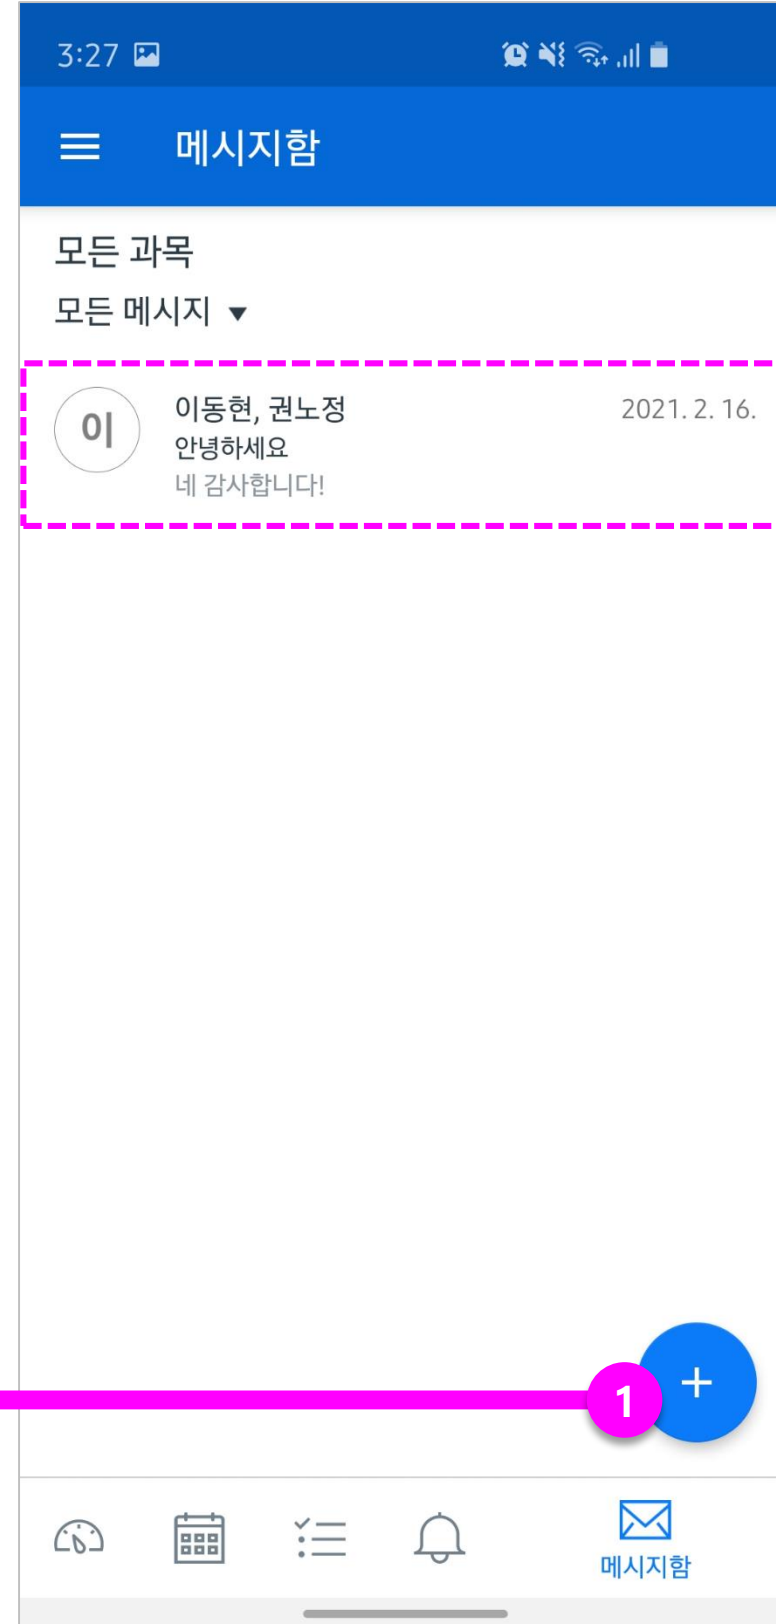 3:27
메시지함
모든 과목
모든 메시지 ▼
이
이동현, 권노정
2021. 2. 16.
안녕하세요
네 감사합니다!
1
+
메시지함